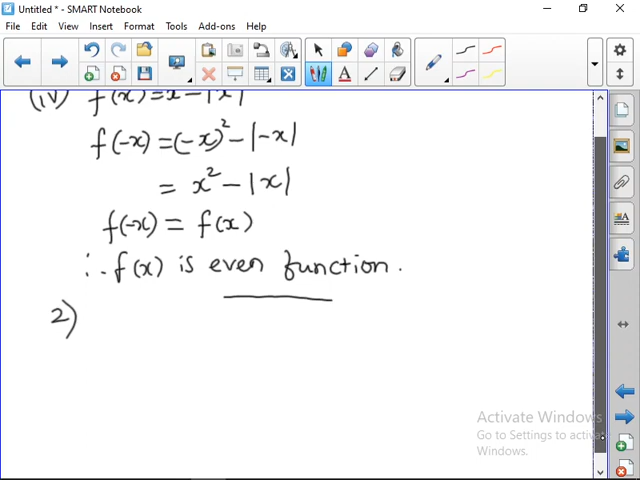 Untitled * - SMART Notebook
File Edit View Insert Format Tools Add-ons Help
(iv) f(x) = x - |x|
f(-x) = (-x)² - |-x|
= x² - |x|
f(-x) = f(x)
∴ f(x) is even function.
2)
Activate Windows
Go to Settings to activate
Windows.